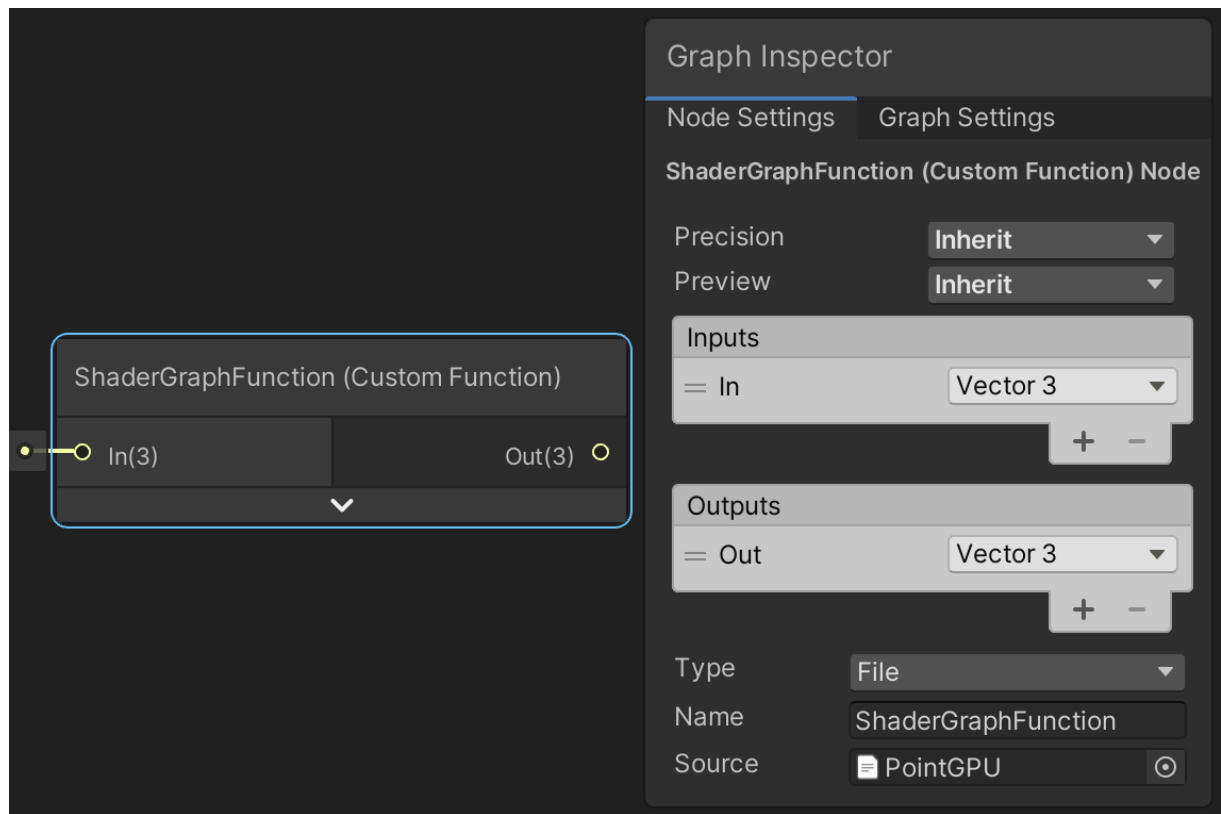 ShaderGraphFunction (Custom Function)
In(3)
Out(3)
Graph Inspector
Node Settings
Graph Settings
ShaderGraphFunction (Custom Function) Node
Precision
Inherit
Preview
Inherit
Inputs
In
Vector 3
+ −
Outputs
Out
Vector 3
+ −
Type
File
Name
ShaderGraphFunction
Source
PointGPU